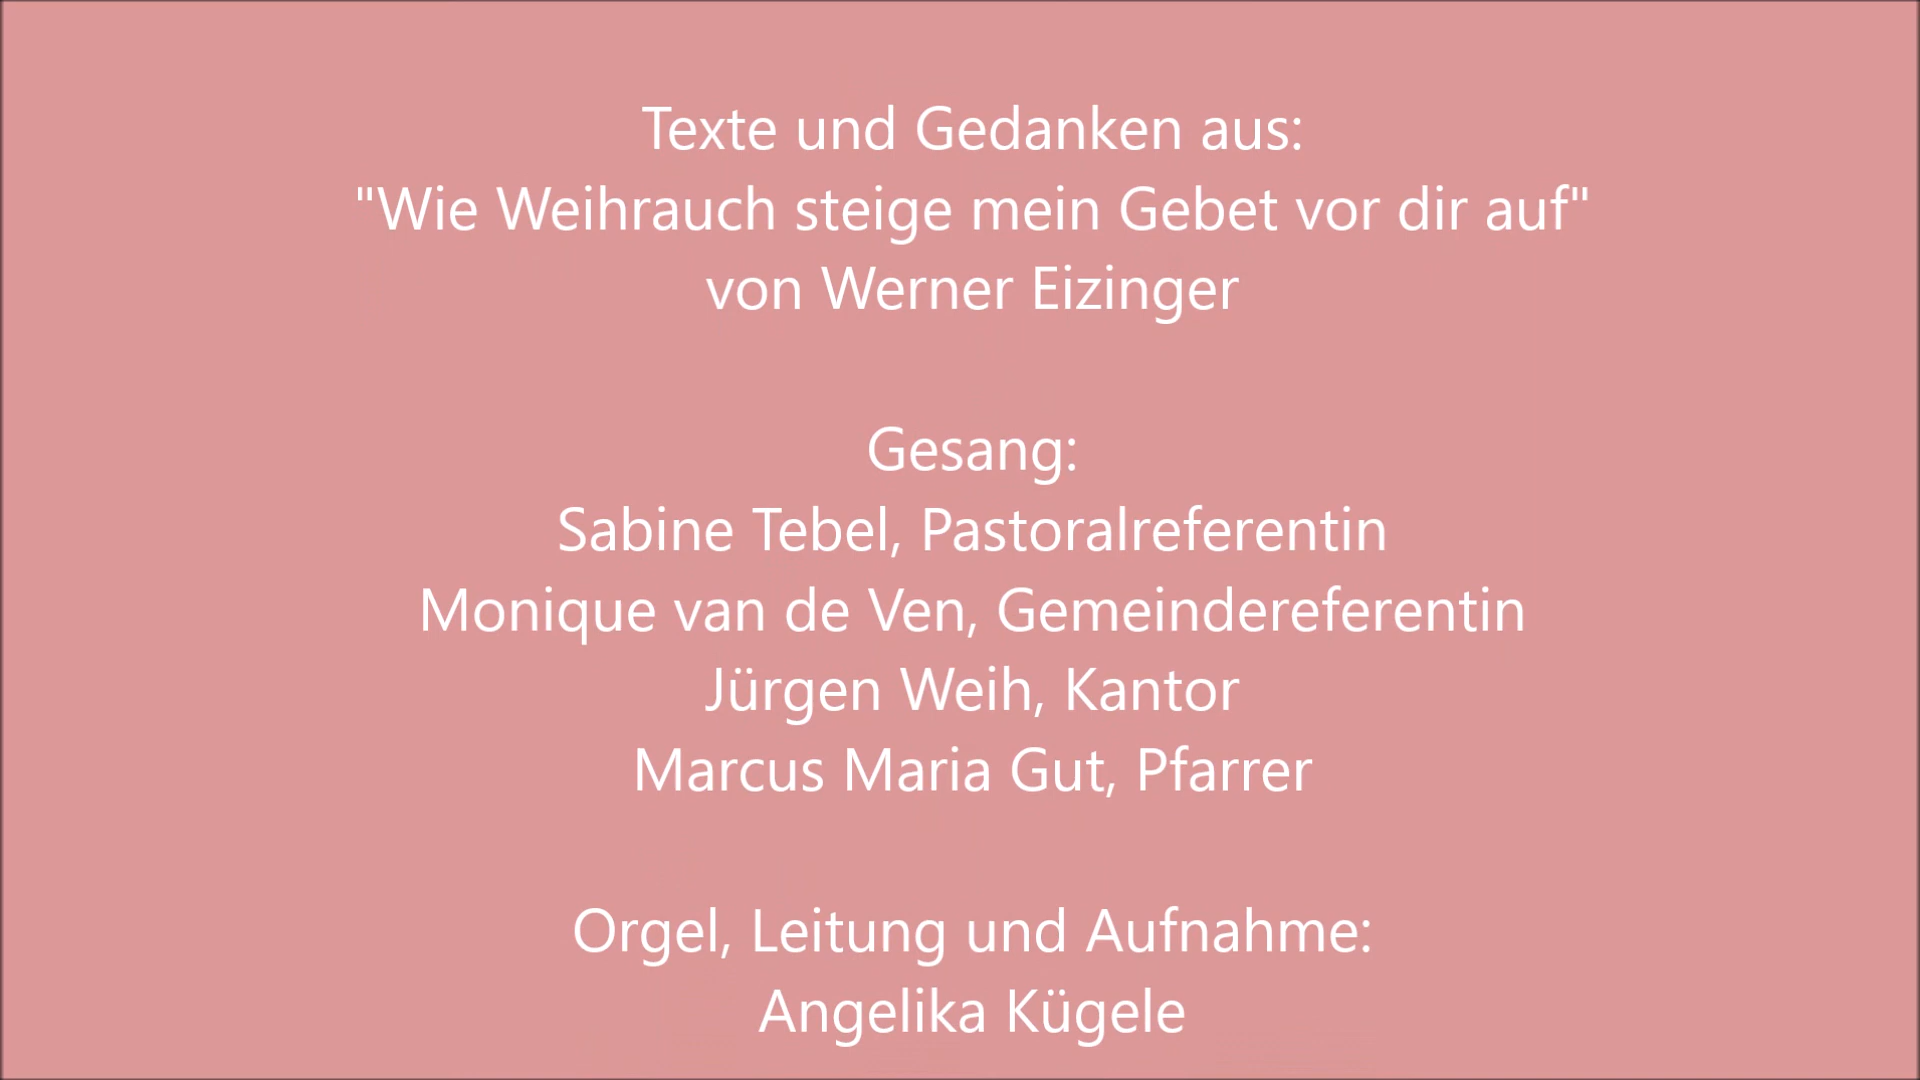 Texte und Gedanken aus:
"Wie Weihrauch steige mein Gebet vor dir auf"
von Werner Eizinger
Gesang:
Sabine Tebel, Pastoralreferentin
Monique van de Ven, Gemeindereferentin
Jürgen Weih, Kantor
Marcus Maria Gut, Pfarrer
Orgel, Leitung und Aufnahme:
Angelika Kügele